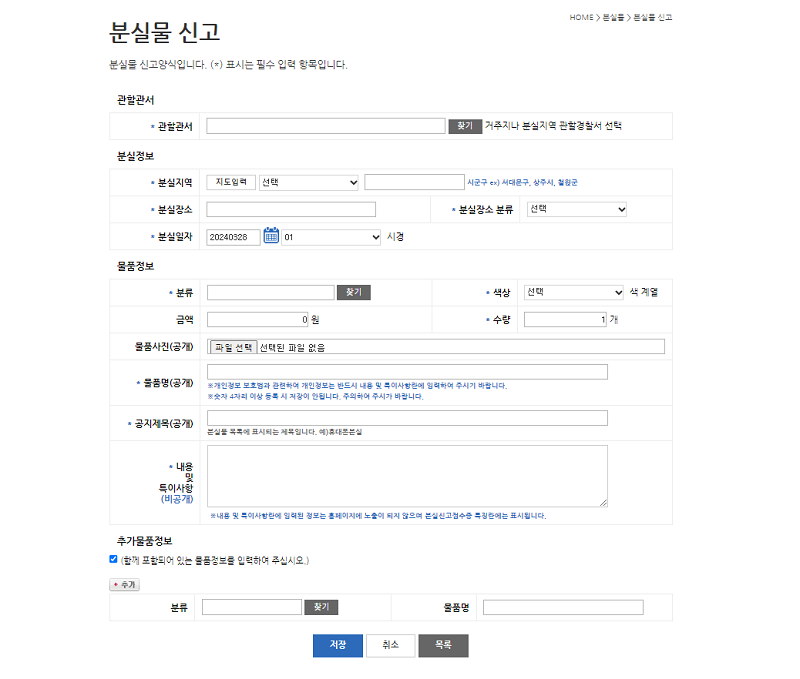 HOME > 분실물 > 분실물 신고
분실물 신고
분실물 신고양식입니다. (*) 표시는 필수 입력 항목입니다.
관할관서
* 관할관서 찾기 거주지나 분실지역 관할경찰서 선택
분실정보
* 분실지역 지도입력 선택 시군구 ex) 서대문구, 상주시, 철원군
* 분실장소 * 분실장소 분류 선택
* 분실일자 20240328 01 시경
물품정보
* 분류 찾기 * 색상 선택 색 계열
금액 0 원 * 수량 1 개
물품사진(공개) 파일 선택 선택된 파일 없음
* 물품명(공개)
※개인정보 보호법과 관련하여 개인정보는 반드시 내용 및 특이사항란에 입력하여 주시기 바랍니다.
※숫자 4자리 이상 등록 시 저장이 안됩니다. 주의하여 주시기 바랍니다.
* 공지제목(공개)
분실물 목록에 표시되는 제목입니다. 예)휴대폰분실
* 내용
및
특이사항
(비공개)
※내용 및 특이사항란에 입력된 정보는 홈페이지에 노출이 되지 않으며 분실신고접수증 특징란에는 표시됩니다.
추가물품정보
(함께 포함되어 있는 물품정보를 입력하여 주십시오.)
+ 추가
분류 찾기 물품명
저장 취소 목록